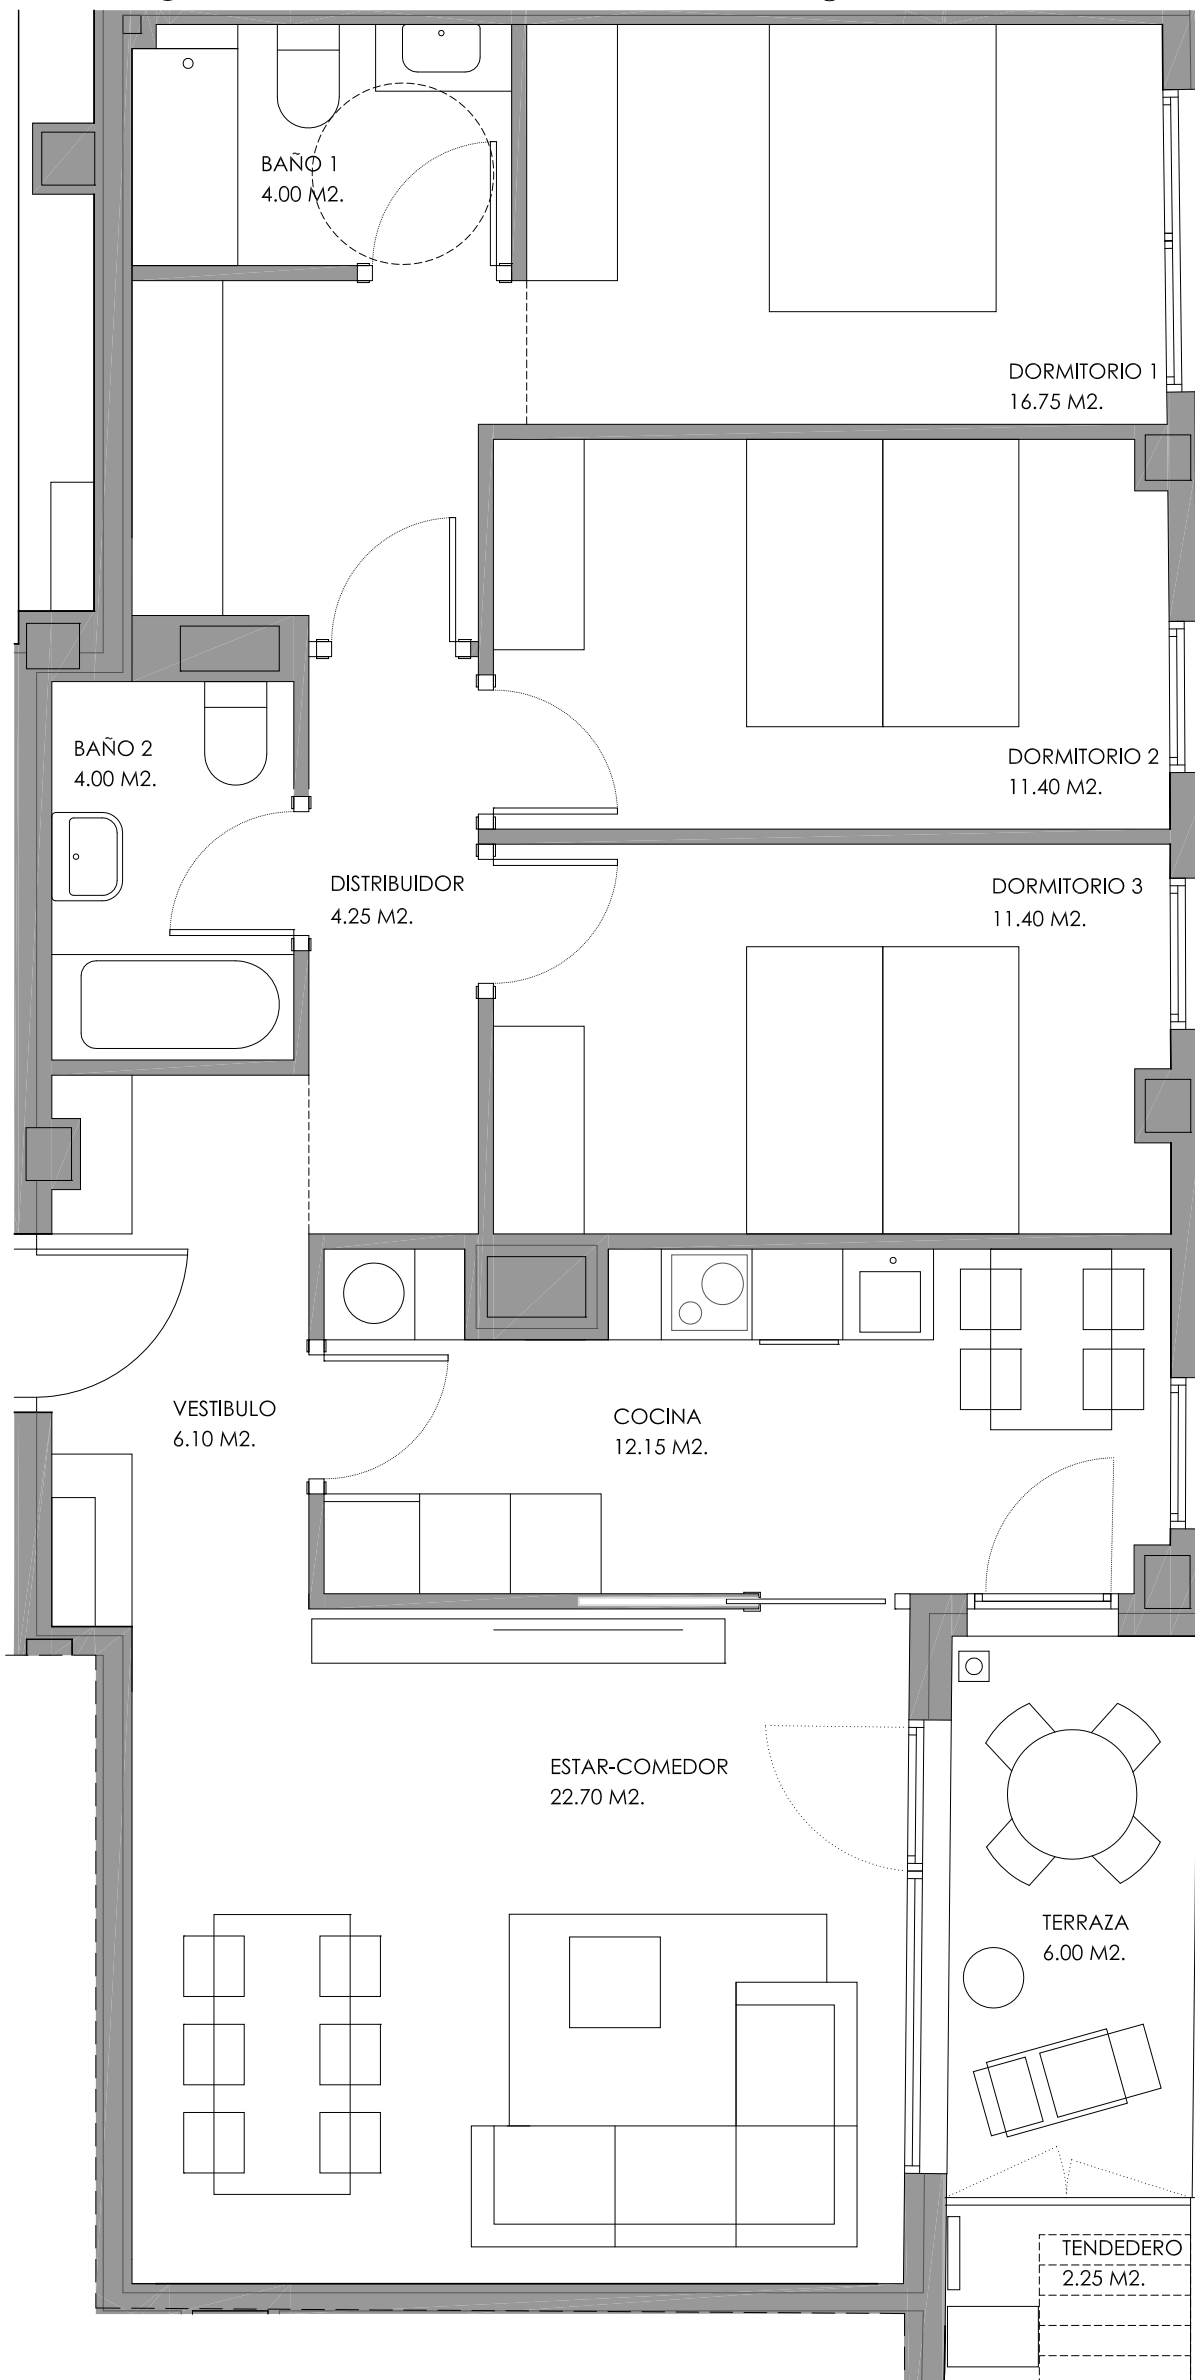 BAÑO 1
4.00 M2.
DORMITORIO 1
16.75 M2.
BAÑO 2
4.00 M2.
DORMITORIO 2
11.40 M2.
DISTRIBUIDOR
4.25 M2.
DORMITORIO 3
11.40 M2.
VESTIBULO
6.10 M2.
COCINA
12.15 M2.
ESTAR-COMEDOR
22.70 M2.
TERRAZA
6.00 M2.
TENDEDERO
2.25 M2.